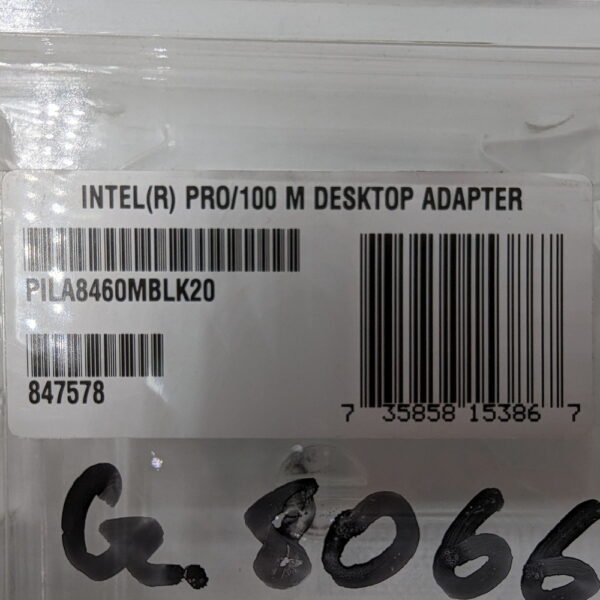 INTEL(R) PRO/100 M DESKTOP ADAPTER
PILA8460MBLK20
847578
7 35858 15386 7
G. 8066